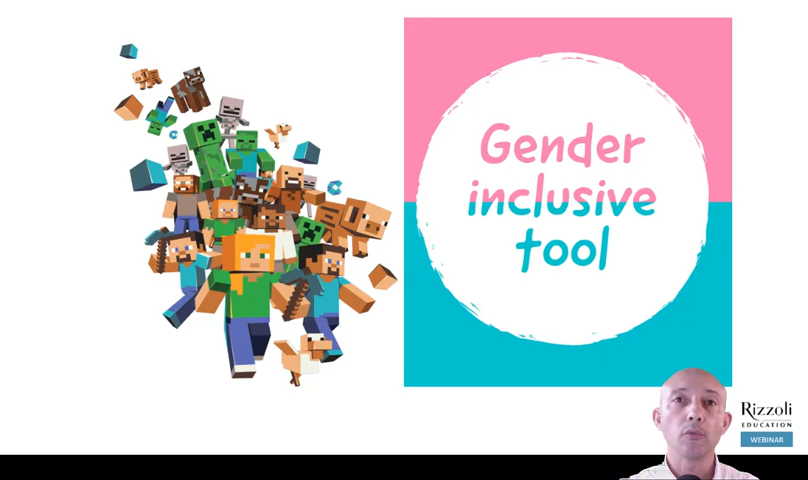 Gender
inclusive
tool
Rizzoli
EDUCATION
WEBINAR